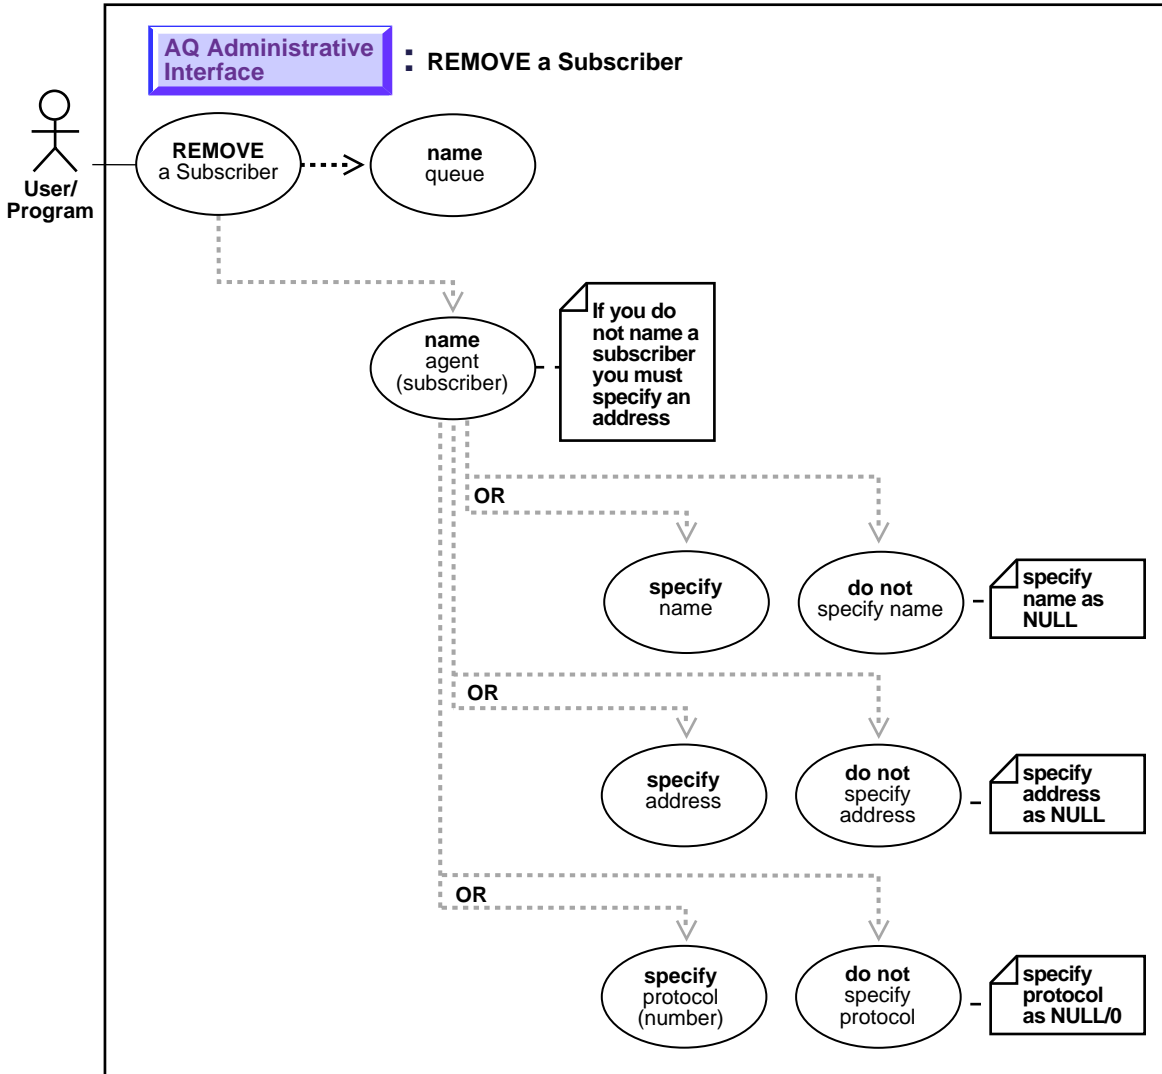 AQ Administrative
Interface
: REMOVE a Subscriber
User/
Program
REMOVE
a Subscriber
name
queue
name
agent
(subscriber)
If you do
not name a
subscriber
you must
specify an
address
OR
specify
name
do not
specify name
specify
name as
NULL
OR
specify
address
do not
specify
address
specify
address
as NULL
OR
specify
protocol
(number)
do not
specify
protocol
specify
protocol
as NULL/0